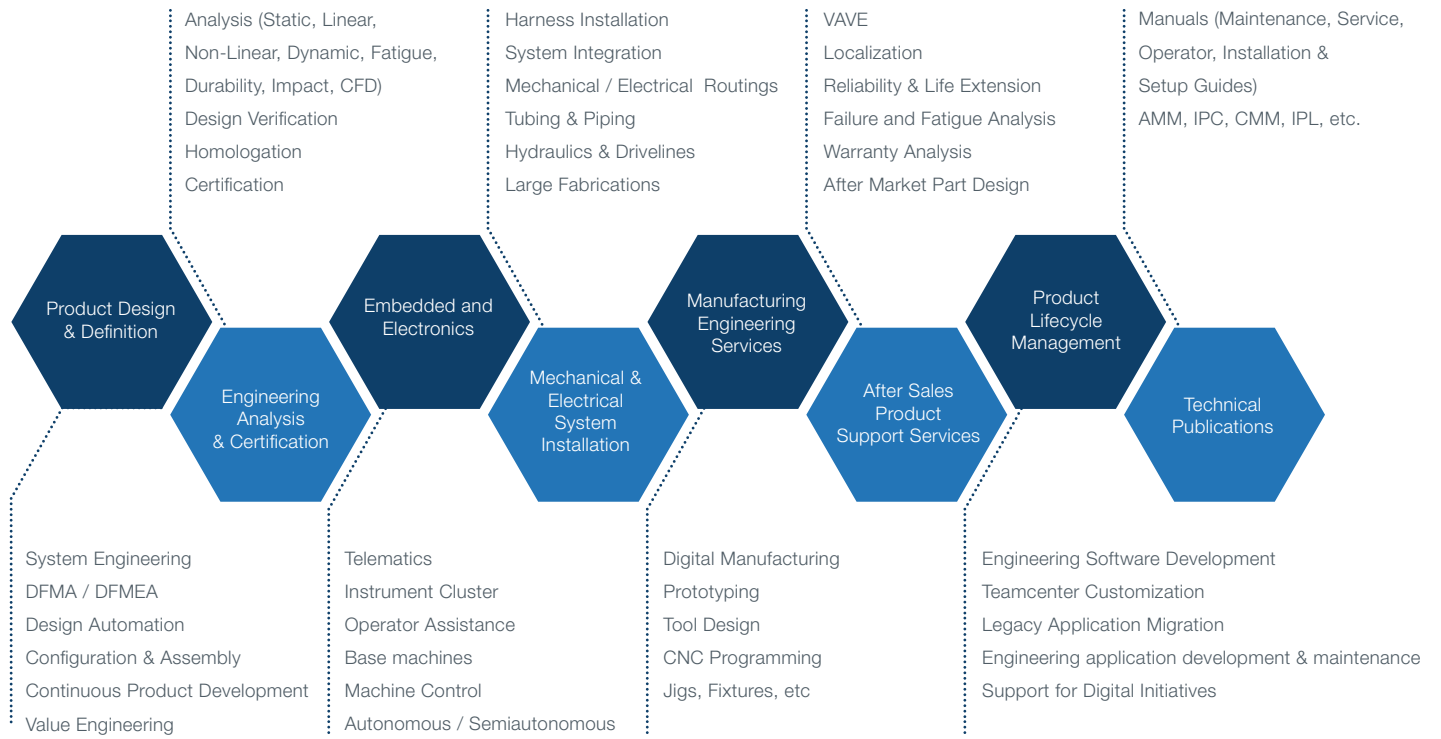 Analysis (Static, Linear,
Non-Linear, Dynamic, Fatigue,
Durability, Impact, CFD)
Design Verification
Homologation
Certification
Harness Installation
System Integration
Mechanical / Electrical Routings
Tubing & Piping
Hydraulics & Drivelines
Large Fabrications
VAVE
Localization
Reliability & Life Extension
Failure and Fatigue Analysis
Warranty Analysis
After Market Part Design
Manuals (Maintenance, Service,
Operator, Installation &
Setup Guides)
AMM, IPC, CMM, IPL, etc.
Product Design
& Definition
Engineering
Analysis
& Certification
Embedded and
Electronics
Mechanical &
Electrical
System
Installation
Manufacturing
Engineering
Services
After Sales
Product
Support Services
Product
Lifecycle
Management
Technical
Publications
System Engineering
DFMA / DFMEA
Design Automation
Configuration & Assembly
Continuous Product Development
Value Engineering
Telematics
Instrument Cluster
Operator Assistance
Base machines
Machine Control
Autonomous / Semiautonomous
Digital Manufacturing
Prototyping
Tool Design
CNC Programming
Jigs, Fixtures, etc
Engineering Software Development
Teamcenter Customization
Legacy Application Migration
Engineering application development & maintenance
Support for Digital Initiatives